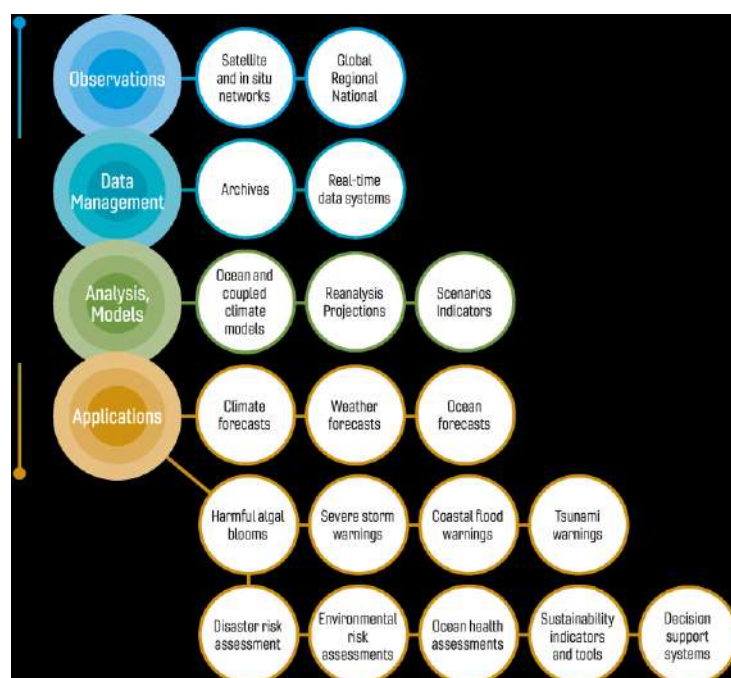 Observations
Satellite
and in situ
networks
Global
Regional
National
Data
Management
Archives
Real-time
data systems
Analysis,
Models
Ocean and
coupled
climate
models
Reanalysis
Projections
Scenarios
Indicators
Applications
Climate
forecasts
Weather
forecasts
Ocean
forecasts
Harmful algal
blooms
Severe storm
warnings
Coastal flood
warnings
Tsunami
warnings
Disaster risk
assessment
Environmental
risk
assessments
Ocean health
assessments
Sustainability
indicators
and tools
Decision
support
systems